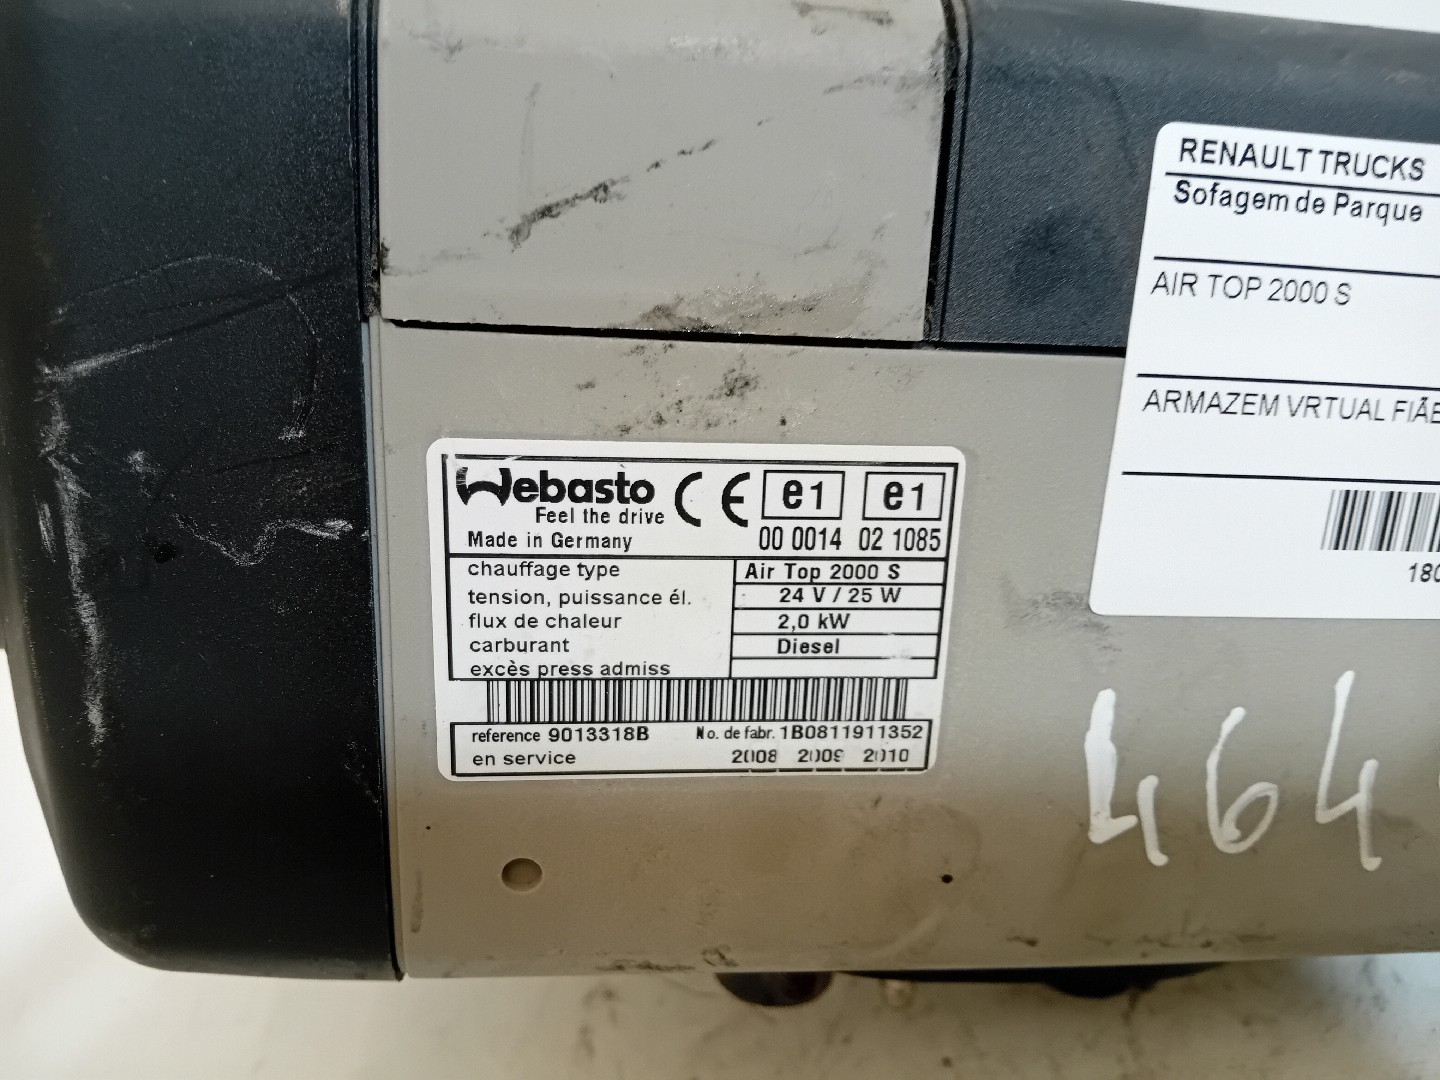 RENAULT TRUCKS
Sofagem de Parque
AIR TOP 2000 S
ARMAZEM VRTUAL
180
Webasto
Feel the drive
Made in Germany
CE e1 e1
00 0014 02 1085
chauffage type Air Top 2000 S
tension, puissance él. 24 V / 25 W
flux de chaleur 2,0 kW
carburant Diesel
excès press admiss
reference 9013318B No. de fabr. 1B0811911352
en service 2008 2009 2010
464